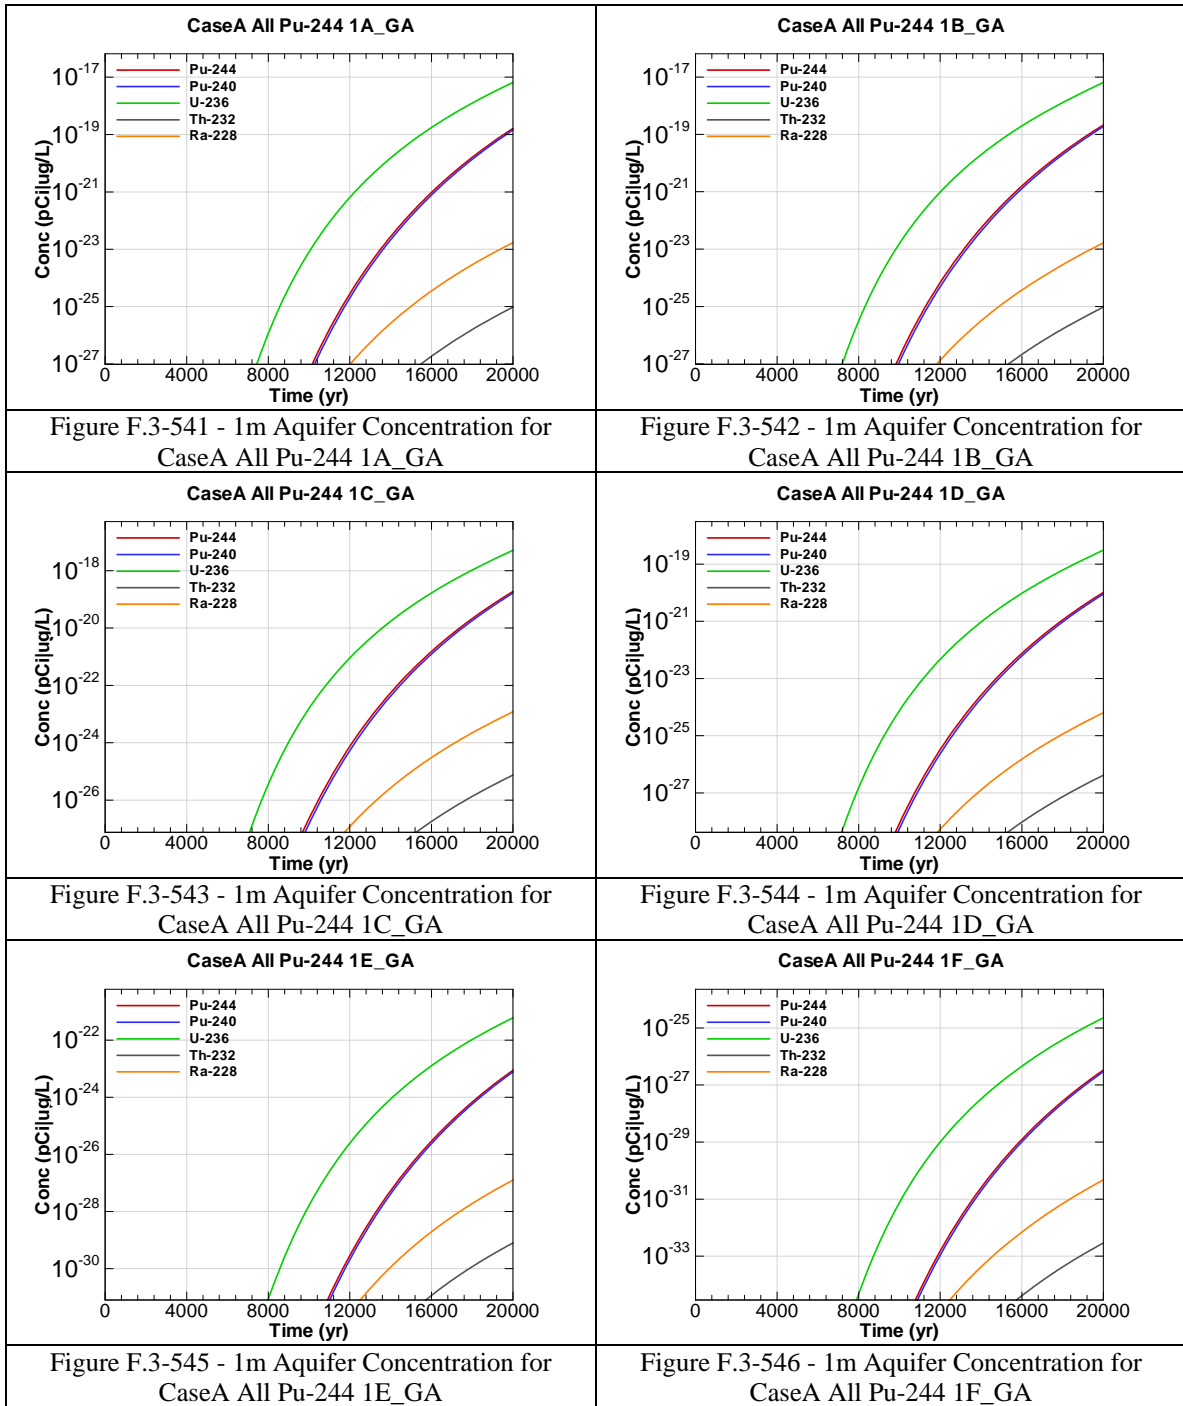 CaseA All Pu-244 1A_GA
Conc (pCi|ug/L)
10^-17
10^-19
10^-21
10^-23
10^-25
10^-27
Pu-244
Pu-240
U-236
Th-232
Ra-228
0 4000 8000 12000 16000 20000
Time (yr)
Figure F.3-541 - 1m Aquifer Concentration for
CaseA All Pu-244 1A_GA
CaseA All Pu-244 1B_GA
Conc (pCi|ug/L)
10^-17
10^-19
10^-21
10^-23
10^-25
10^-27
Pu-244
Pu-240
U-236
Th-232
Ra-228
0 4000 8000 12000 16000 20000
Time (yr)
Figure F.3-542 - 1m Aquifer Concentration for
CaseA All Pu-244 1B_GA
CaseA All Pu-244 1C_GA
Conc (pCi|ug/L)
10^-18
10^-20
10^-22
10^-24
10^-26
Pu-244
Pu-240
U-236
Th-232
Ra-228
0 4000 8000 12000 16000 20000
Time (yr)
Figure F.3-543 - 1m Aquifer Concentration for
CaseA All Pu-244 1C_GA
CaseA All Pu-244 1D_GA
Conc (pCi|ug/L)
10^-19
10^-21
10^-23
10^-25
10^-27
Pu-244
Pu-240
U-236
Th-232
Ra-228
0 4000 8000 12000 16000 20000
Time (yr)
Figure F.3-544 - 1m Aquifer Concentration for
CaseA All Pu-244 1D_GA
CaseA All Pu-244 1E_GA
Conc (pCi|ug/L)
10^-22
10^-24
10^-26
10^-28
10^-30
Pu-244
Pu-240
U-236
Th-232
Ra-228
0 4000 8000 12000 16000 20000
Time (yr)
Figure F.3-545 - 1m Aquifer Concentration for
CaseA All Pu-244 1E_GA
CaseA All Pu-244 1F_GA
Conc (pCi|ug/L)
10^-25
10^-27
10^-29
10^-31
10^-33
Pu-244
Pu-240
U-236
Th-232
Ra-228
0 4000 8000 12000 16000 20000
Time (yr)
Figure F.3-546 - 1m Aquifer Concentration for
CaseA All Pu-244 1F_GA